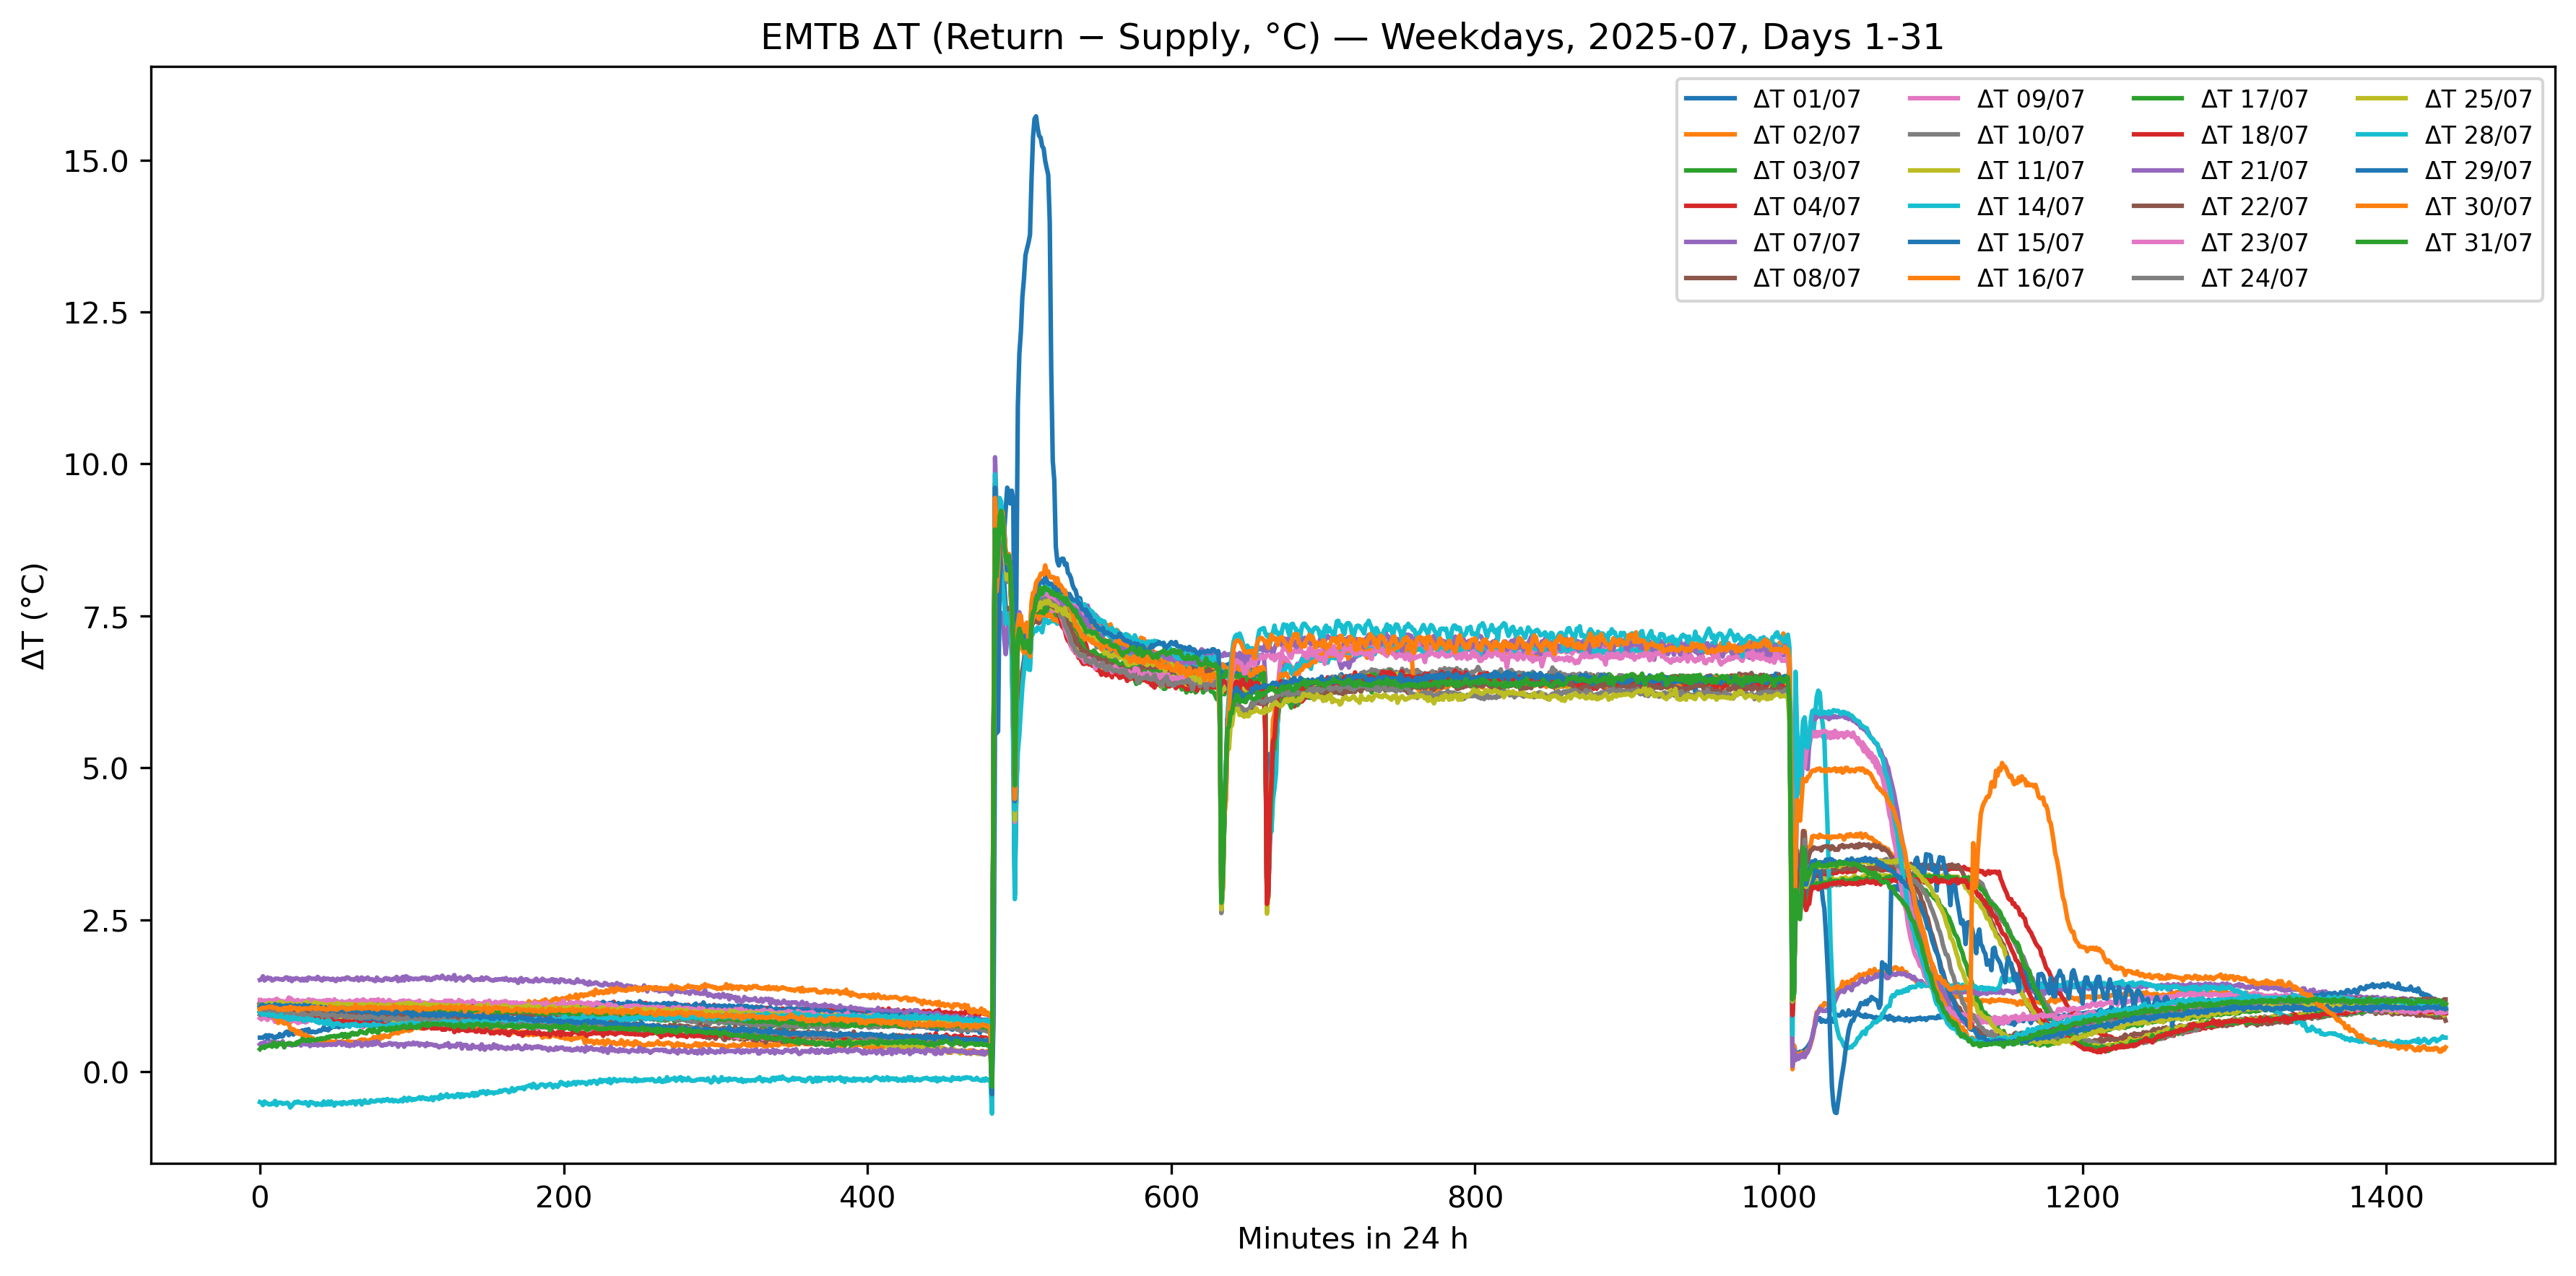 EMTB ΔT (Return − Supply, °C) — Weekdays, 2025-07, Days 1-31
ΔT (°C)
15.0
12.5
10.0
7.5
5.0
2.5
0.0
ΔT 01/07
ΔT 02/07
ΔT 03/07
ΔT 04/07
ΔT 07/07
ΔT 08/07
ΔT 09/07
ΔT 10/07
ΔT 11/07
ΔT 14/07
ΔT 15/07
ΔT 16/07
ΔT 17/07
ΔT 18/07
ΔT 21/07
ΔT 22/07
ΔT 23/07
ΔT 24/07
ΔT 25/07
ΔT 28/07
ΔT 29/07
ΔT 30/07
ΔT 31/07
0 200 400 600 800 1000 1200 1400
Minutes in 24 h